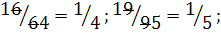 16/64 = 1/4 ; 19/95 = 1/5 ;